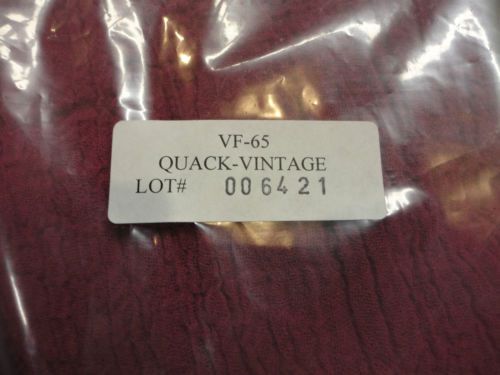 VF-65
QUACK-VINTAGE
LOT# 006421